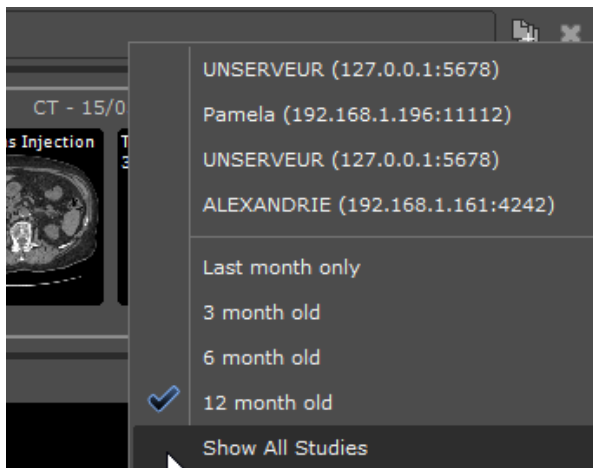 UNSERVEUR (127.0.0.1:5678)
CT - 15/0
Pamela (192.168.1.196:11112)
s Injection
T
3
UNSERVEUR (127.0.0.1:5678)
ALEXANDRIE (192.168.1.161:4242)
Last month only
3 month old
6 month old
12 month old
Show All Studies